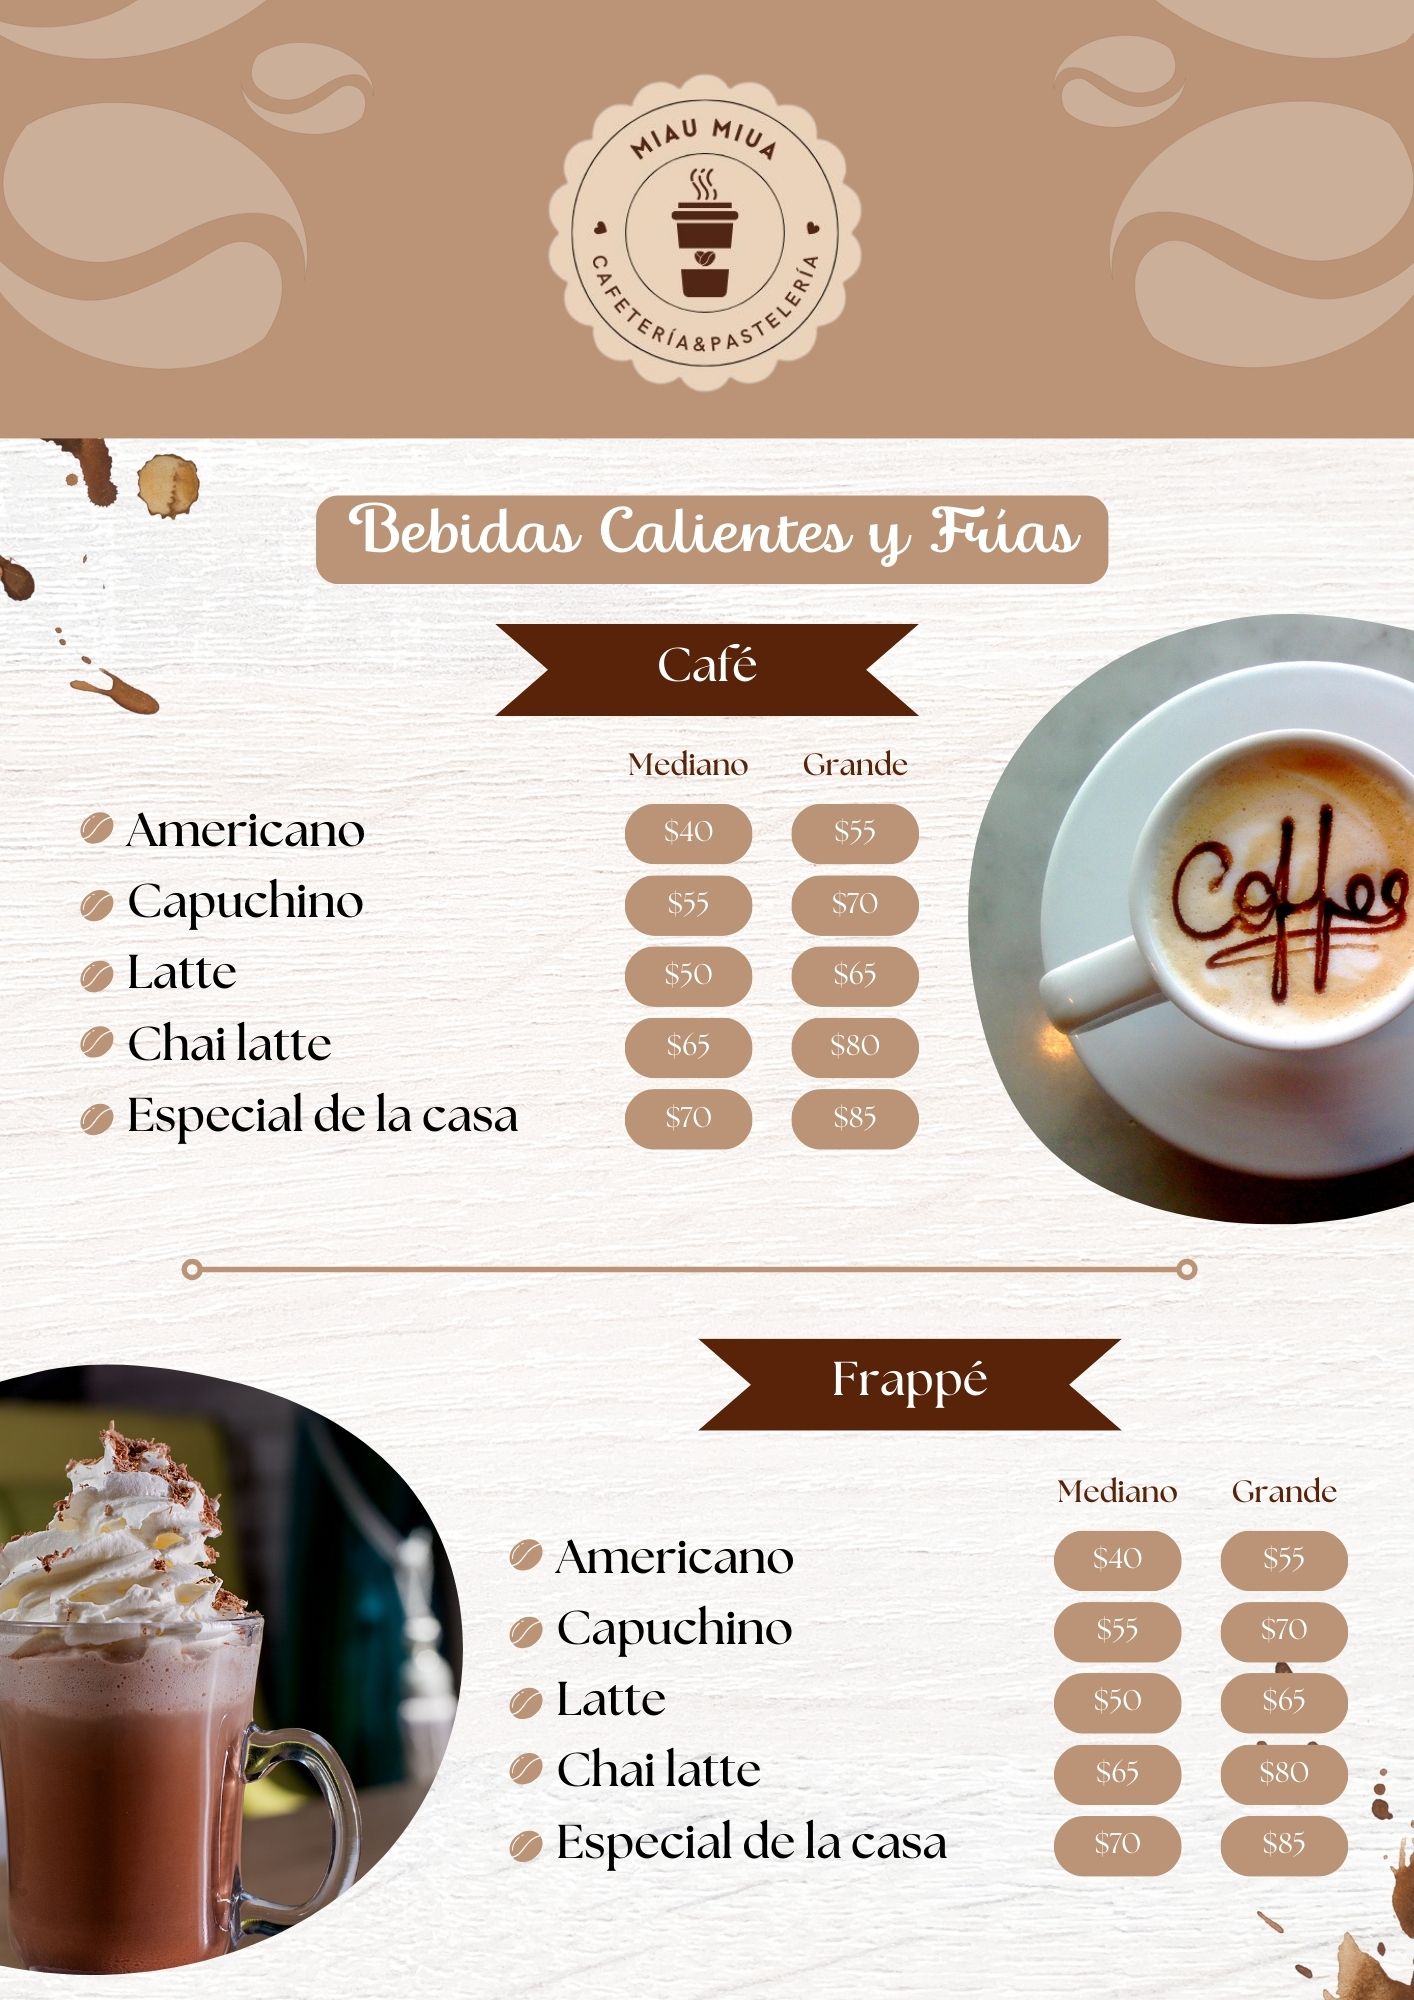 MIAU MIUA
CAFETERÍA&PASTELERÍA
Bebidas Calientes y Frías
Café
Mediano Grande
Americano $40 $55
Capuchino $55 $70
Latte $50 $65
Chai latte $65 $80
Especial de la casa $70 $85
Coffee
Frappé
Mediano Grande
Americano $40 $55
Capuchino $55 $70
Latte $50 $65
Chai latte $65 $80
Especial de la casa $70 $85